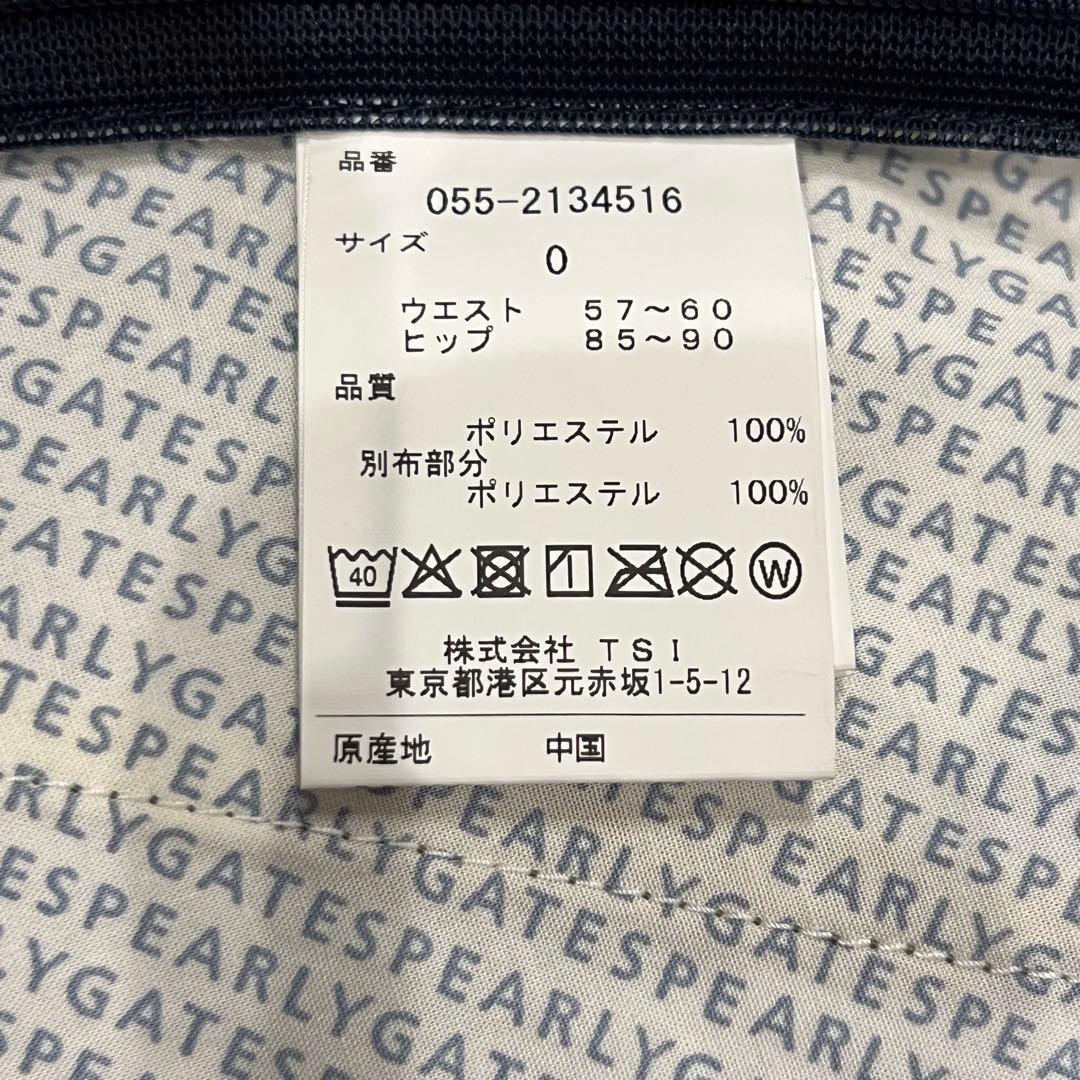 品番
055-2134516
サイズ
0
ウエスト 57～60
ヒップ 85～90
品質
ポリエステル 100%
別布部分
ポリエステル 100%
40
W
株式会社 TSI
東京都港区元赤坂1-5-12
原産地 中国
PEARLYGATES